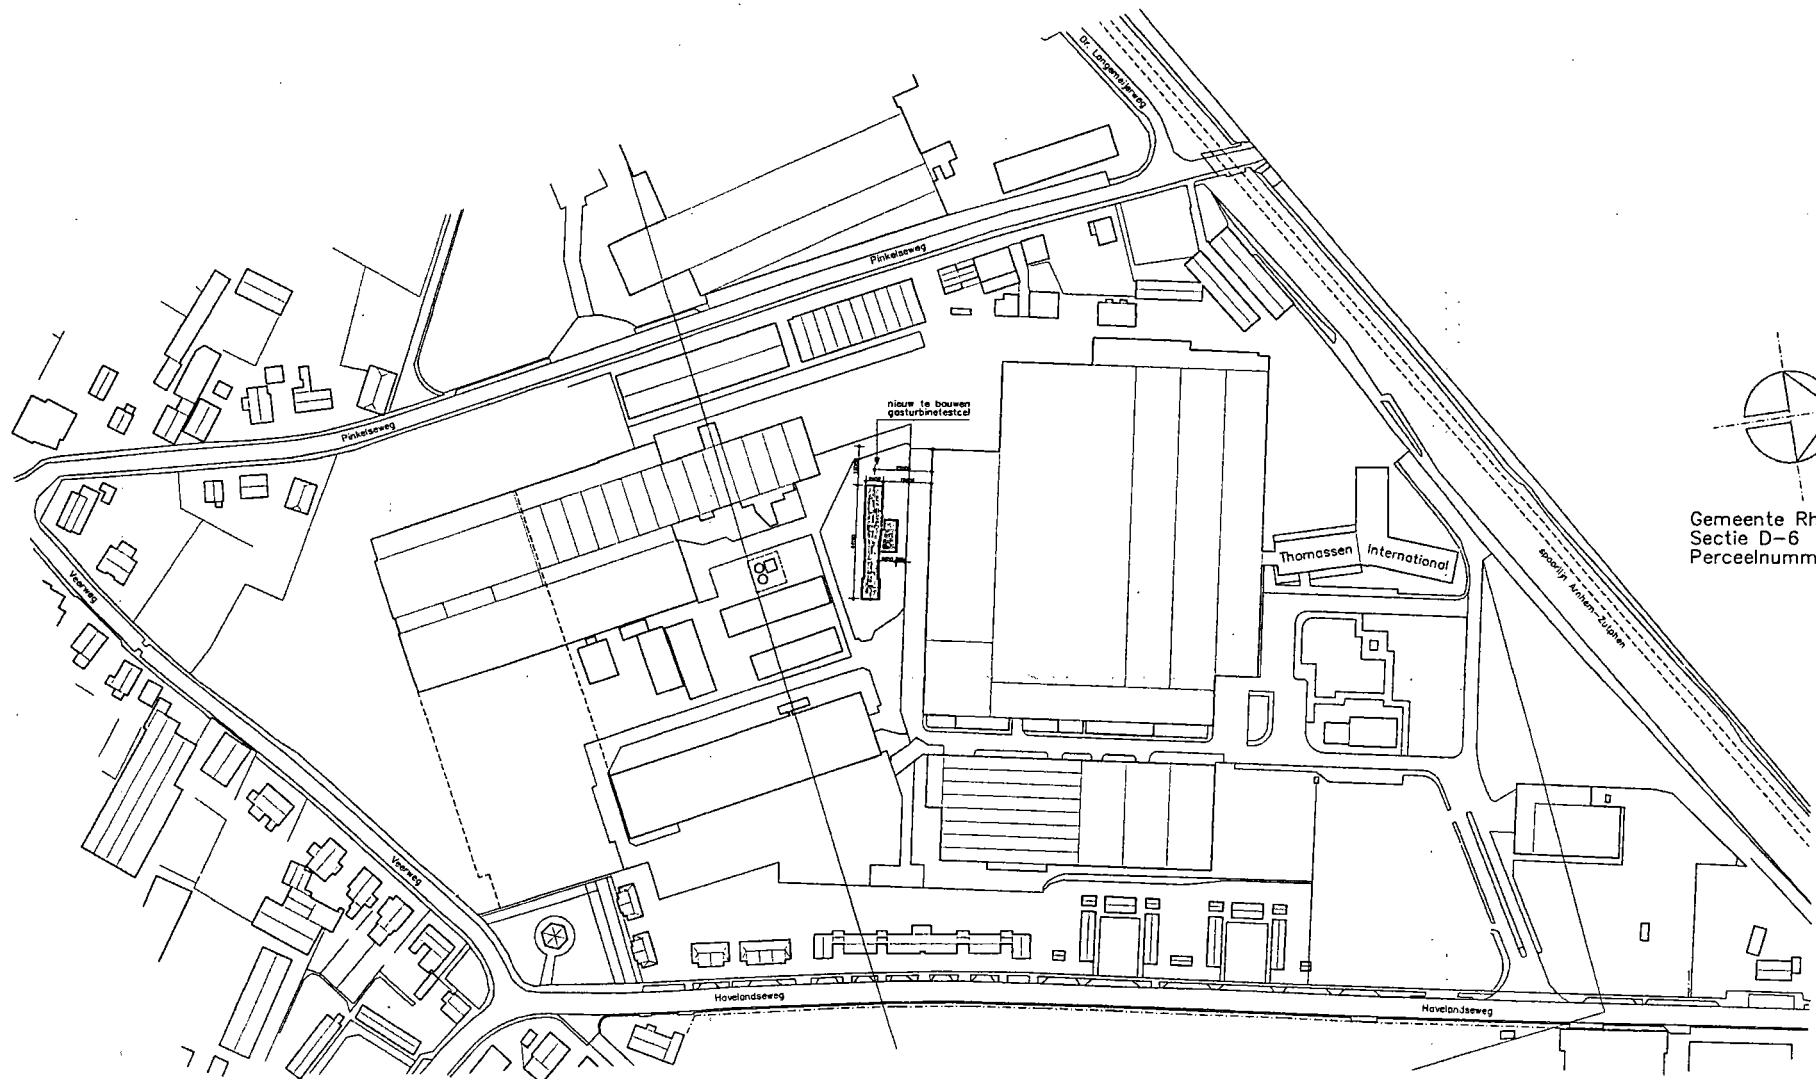 Dr. Langemeijerweg
Pinkelseweg
nieuw te bouwen
gasturbinetestcel
Pinkelseweg
Gemeente Rh
Sectie D-6
Perceelnumm
Thomassen International
spoorlijn Arnhem-Zutphen
Veerweg
Veerweg
Havelandseweg
Havelandseweg